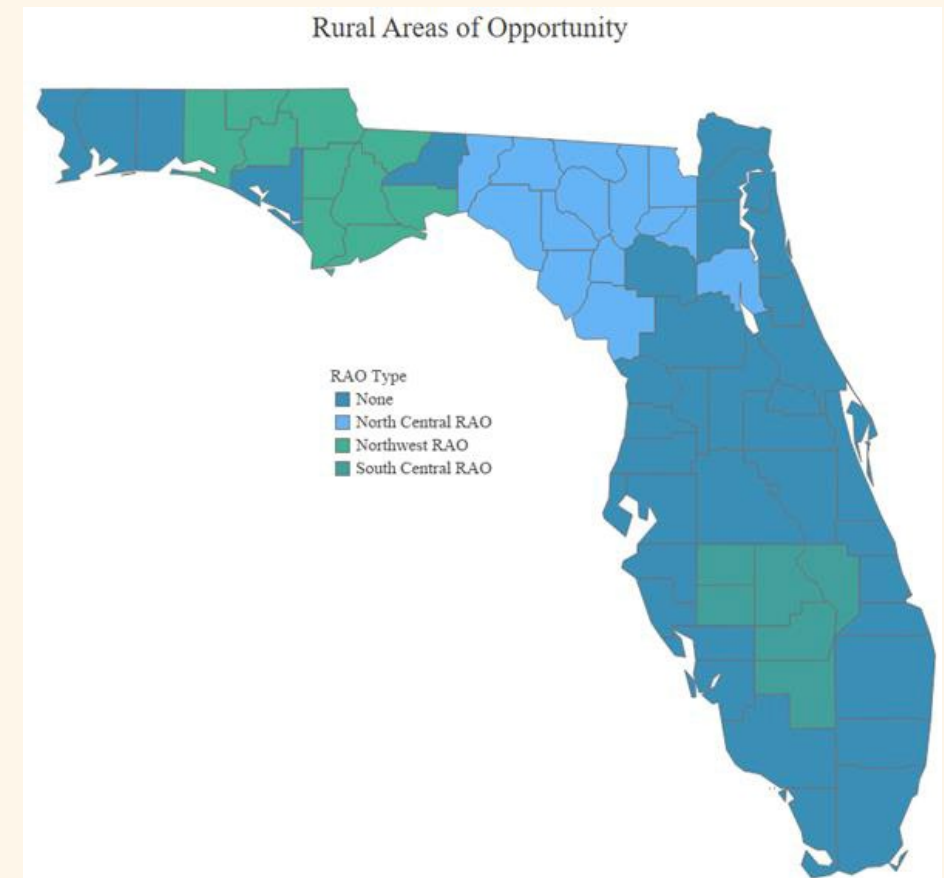 Rural Areas of Opportunity
RAO Type
None
North Central RAO
Northwest RAO
South Central RAO